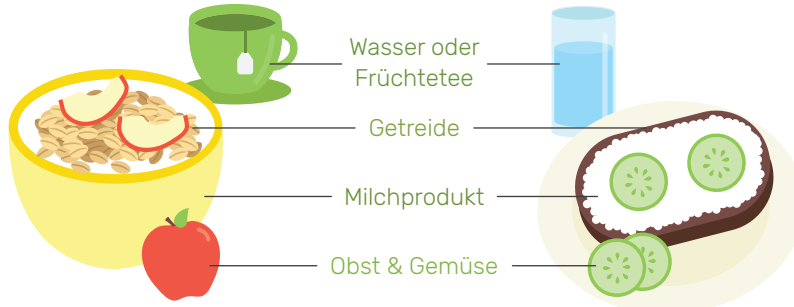 Wasser oder
Früchtetee
Getreide
Milchprodukt
Obst & Gemüse